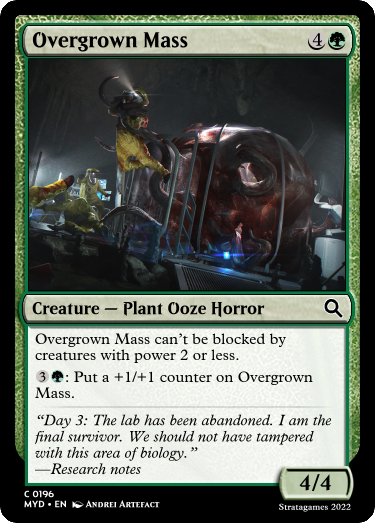 Overgrown Mass 4
Creature — Plant Ooze Horror
Overgrown Mass can't be blocked by
creatures with power 2 or less.
3 : Put a +1/+1 counter on Overgrown
Mass.
“Day 3: The lab has been abandoned. I am the
final survivor. We should not have tampered
with this area of biology.”
—Research notes
4/4
C 0196
MYD • EN Andrei Artefact
Stratagames 2022